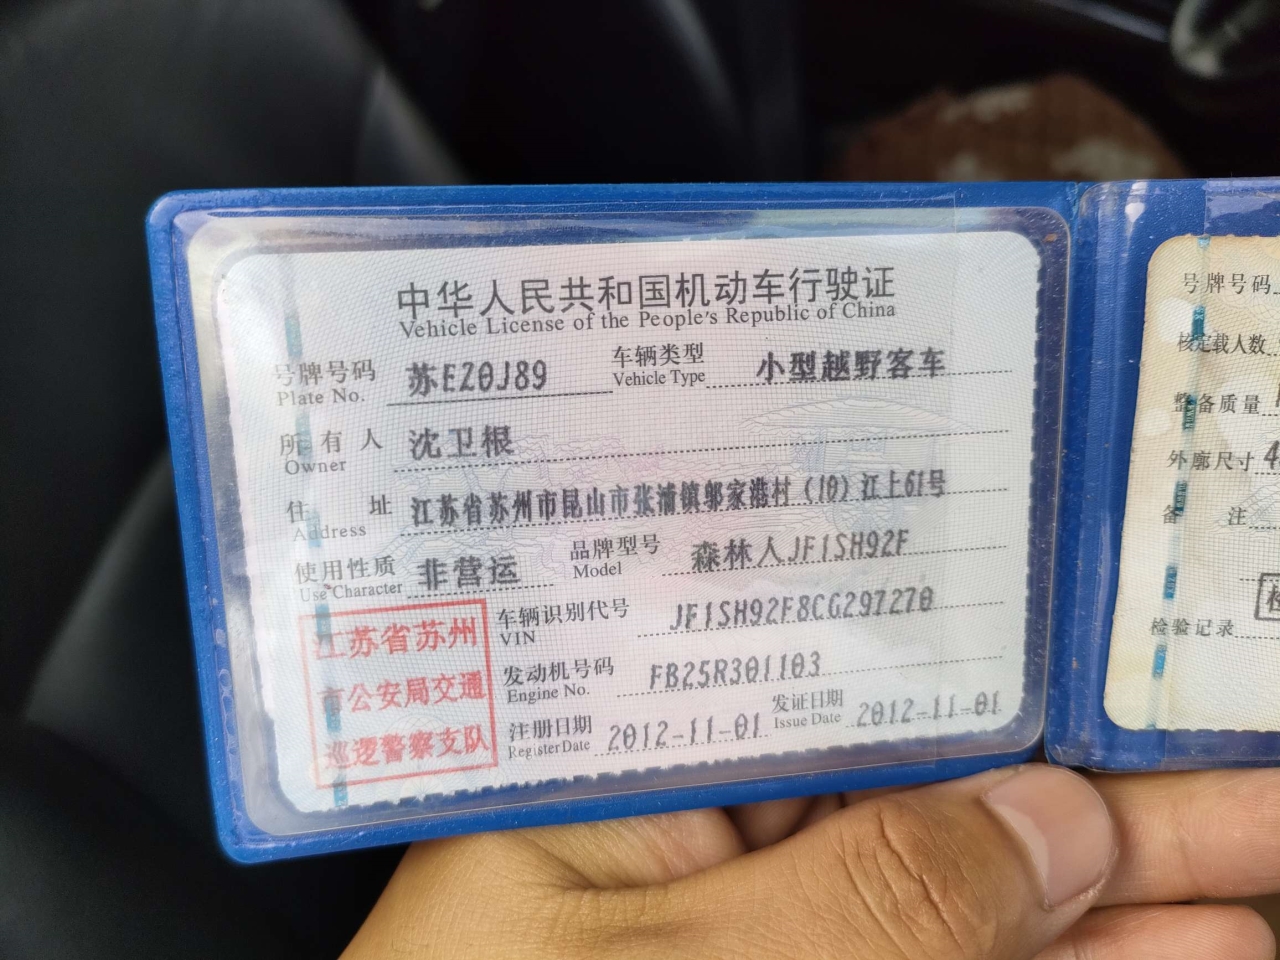 中华人民共和国机动车行驶证
Vehicle License of the People's Republic of China
号牌号码 苏EZ0J89 车辆类型 小型越野客车
Plate No. Vehicle Type
所有人 沈卫根
Owner
住址 江苏省苏州市昆山市张浦镇邬家港村(10)江上61号
Address
使用性质 非营运 品牌型号 森林人JF1SH92F
Use Character Model
车辆识别代号 JF1SH92F8CG297270
VIN
发动机号码 FB25R301103
Engine No.
注册日期 2012-11-01 发证日期 2012-11-01
Register Date Issue Date
江苏省苏州
市公安局交通
巡逻警察支队
号牌号码
核定载人数
整备质量
外廓尺寸 4
备注
检验记录